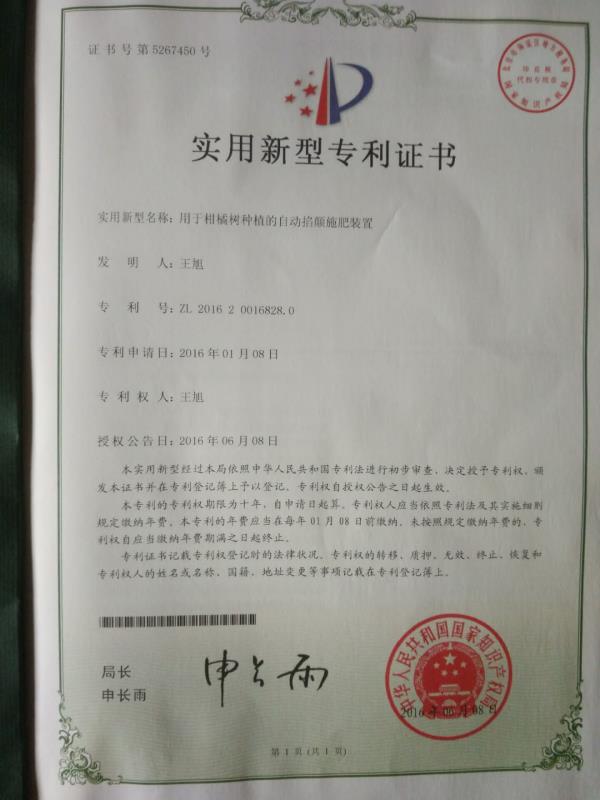 证书号第5267450号
实用新型专利证书
实用新型名称：用于柑橘树种植的自动掐颠施肥装置
发 明 人：王旭
专 利 号：ZL 2016 2 0016828.0
专利申请日：2016年01月08日
专 利 权 人：王旭
授权公告日：2016年06月08日
本实用新型经过本局依照中华人民共和国专利法进行初步审查，决定授予专利权，颁
发本证书并在专利登记簿上予以登记。专利权自授权公告之日起生效。
本专利的专利权期限为十年，自申请日起算。专利权人应当依照专利法及其实施细则
规定缴纳年费。本专利的年费应当在每年01月08日前缴纳。未按照规定缴纳年费的，专
利权自应当缴纳年费期满之日起终止。
专利证书记载专利权登记时的法律状况。专利权的转移、质押、无效、终止、恢复和
专利权人的姓名或名称、国籍、地址变更等事项记载在专利登记簿上。
局长
申长雨
申长雨
中华人民共和国国家知识产权局
2016年06月08日
第1页（共1页）